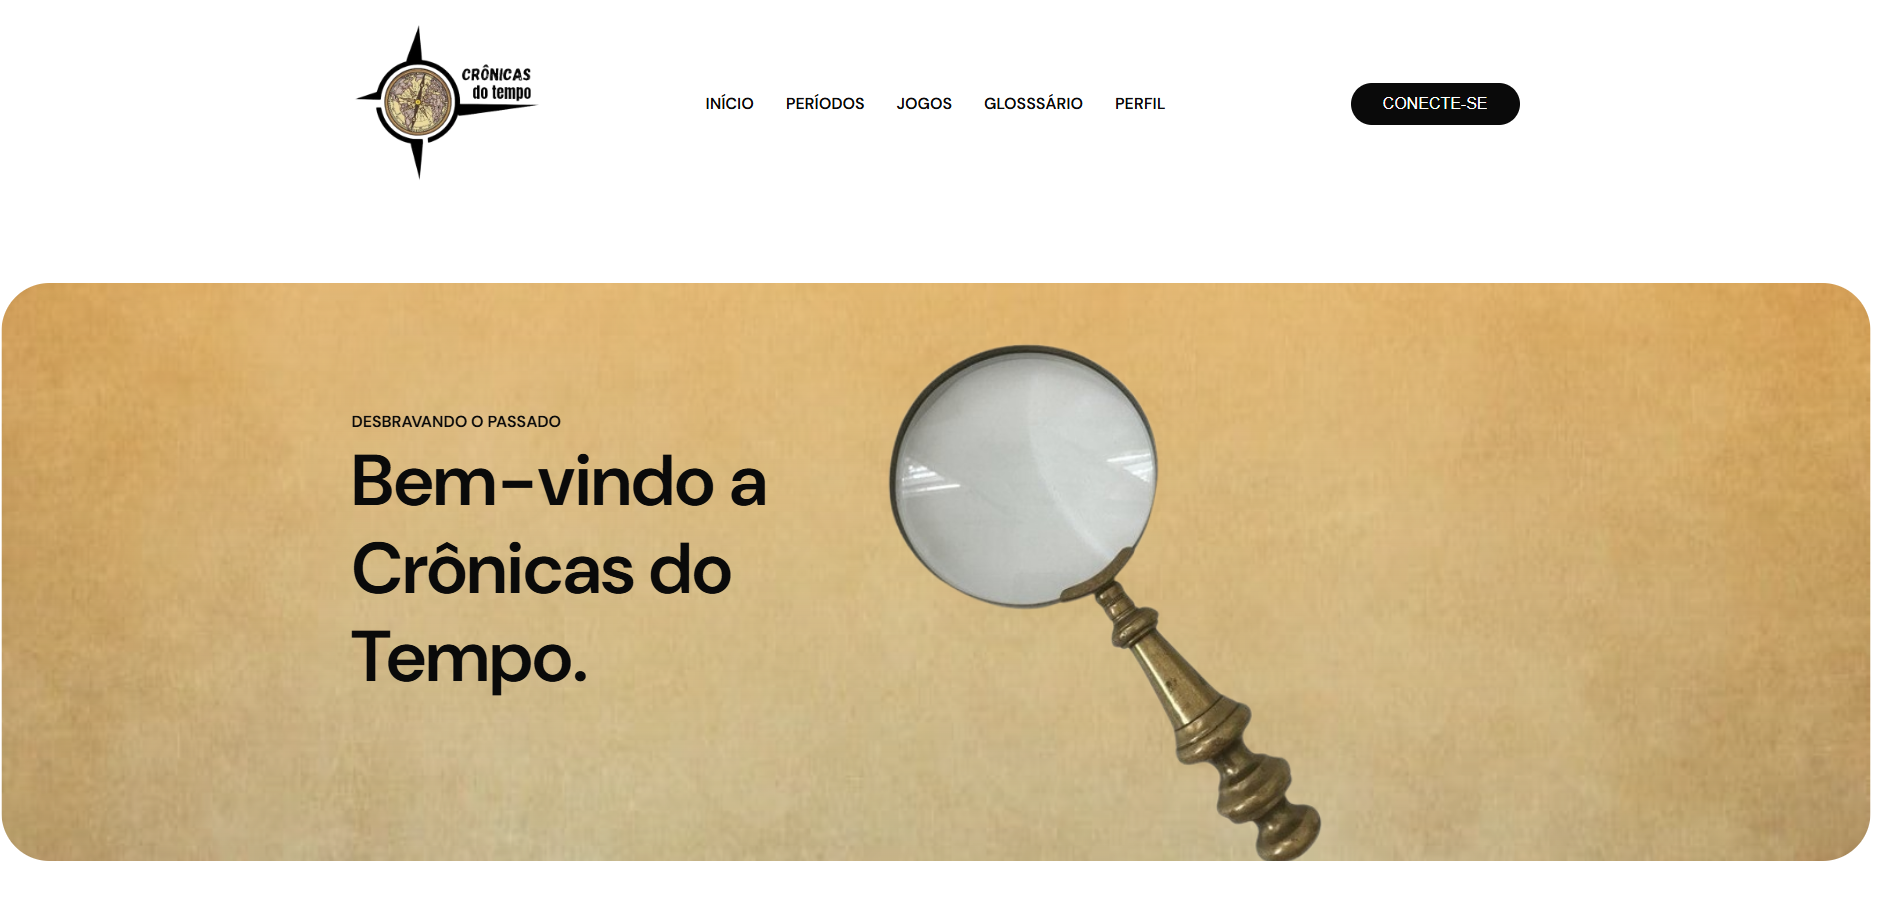 CRÔNICAS
do tempo
INÍCIO PERÍODOS JOGOS GLOSSSÁRIO PERFIL
CONECTE-SE
DESBRAVANDO O PASSADO
Bem-vindo a
Crônicas do
Tempo.